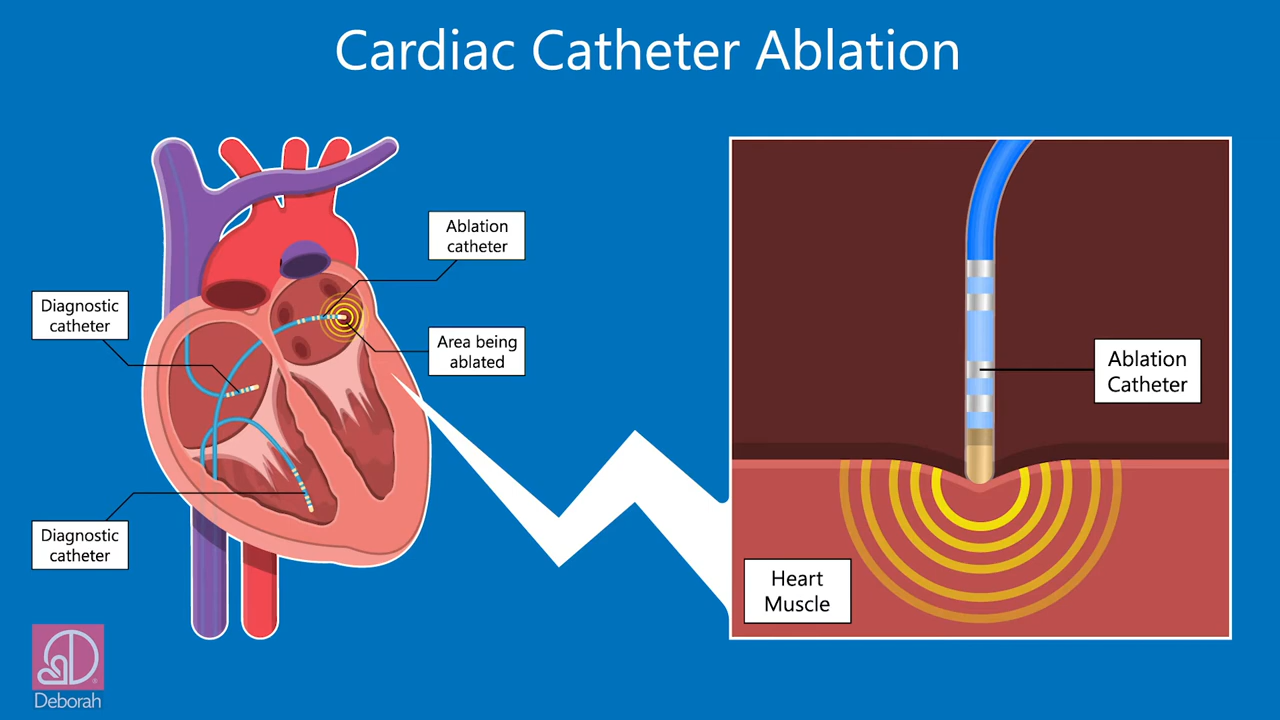 Cardiac Catheter Ablation
Ablation
catheter
Diagnostic
catheter
Area being
ablated
Diagnostic
catheter
Ablation
Catheter
Heart
Muscle
Deborah